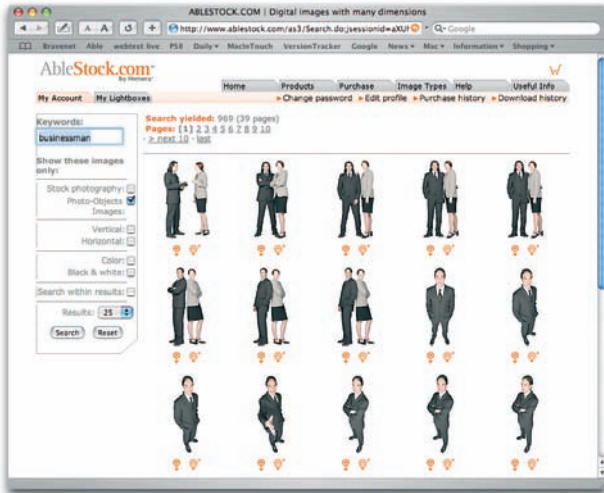 ABLESTOCK.COM | Digital images with many dimensions
A A
http://www.ablestock.com/as3/Search.do;jsessionid=aXUH
Q- Google
Bravenet Able webtest live PS8 Daily MacInTouch VersionTracker Google News Mac Information Shopping
AbleStock.com
By Hemera
Home Products Purchase Image Types Help Useful Info
My Account My Lightboxes
Change password Edit profile Purchase history Download history
Keywords:
businessman
Search yielded: 969 (39 pages)
Pages: [1] 2 3 4 5 6 7 8 9 10
- > next 10 - last
Show these images
only:
Stock photography:
Photo-Objects
Images:
Vertical:
Horizontal:
Color:
Black & white:
Search within results:
Results: 25
Search Reset